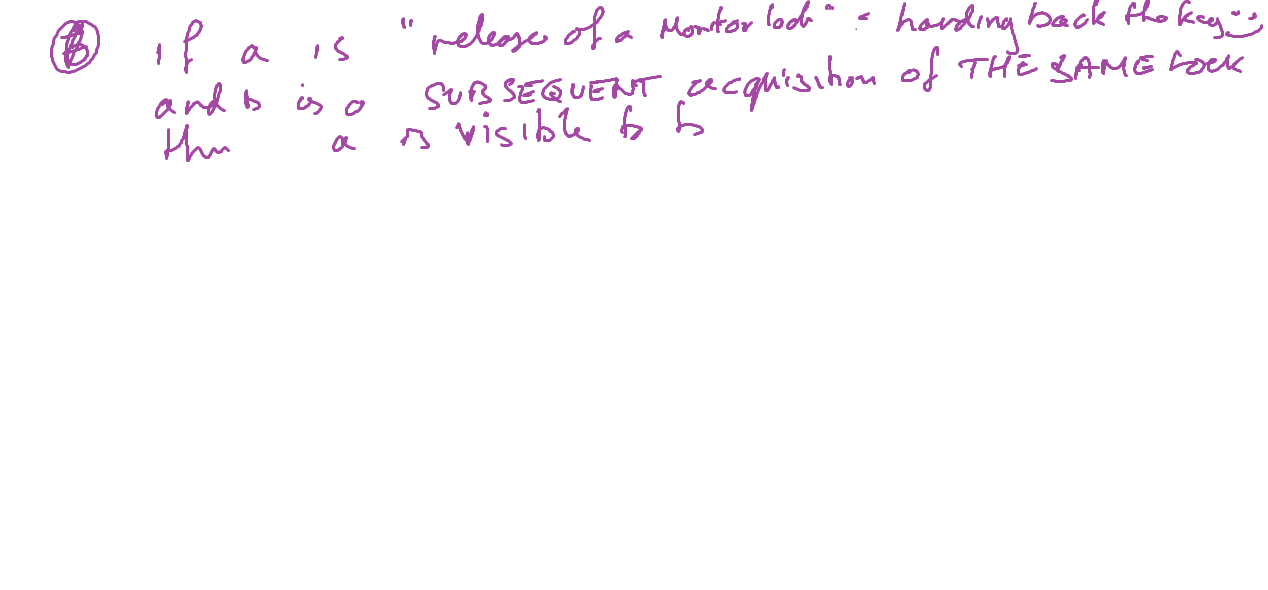 B if a is "release of a Monitor lock" = handing back the key
and b is a SUBSEQUENT acquisition of THE SAME LOCK
then a is visible to b